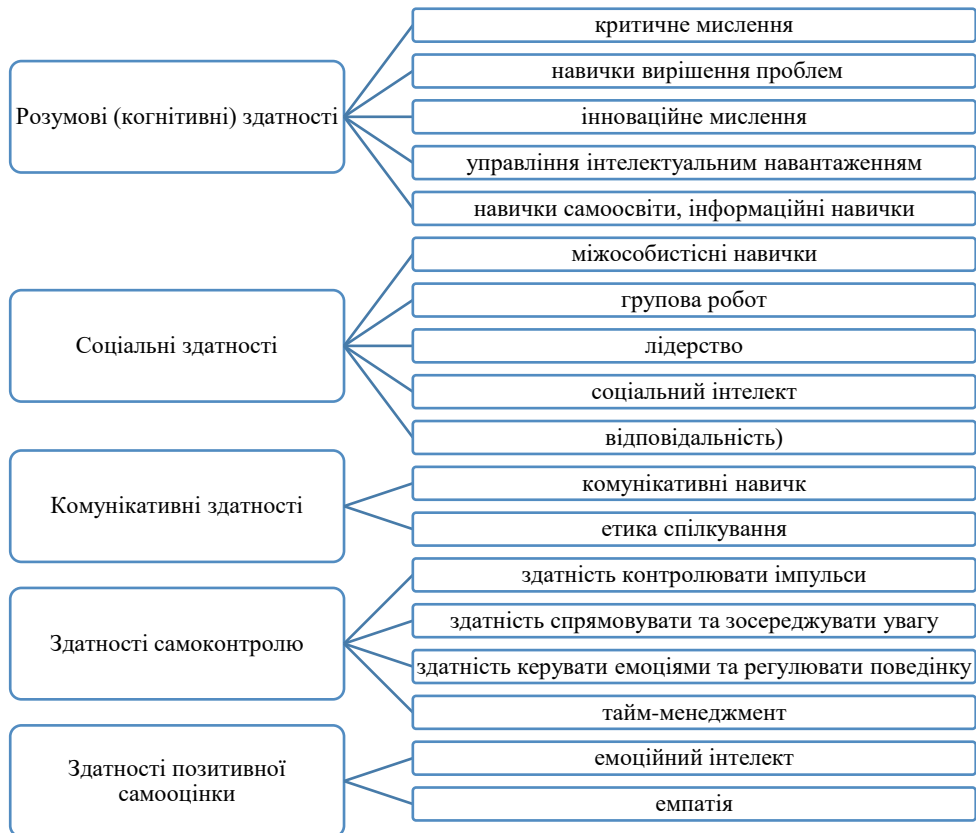 Розумові (когнітивні) здатності
критичне мислення
навички вирішення проблем
інноваційне мислення
управління інтелектуальним навантаженням
навички самоосвіти, інформаційні навички
Соціальні здатності
міжособистісні навички
групова робот
лідерство
соціальний інтелект
відповідальність)
Комунікативні здатності
комунікативні навичк
етика спілкування
Здатності самоконтролю
здатність контролювати імпульси
здатність спрямовувати та зосереджувати увагу
здатність керувати емоціями та регулювати поведінку
тайм-менеджмент
Здатності позитивної
самооцінки
емоційний інтелект
емпатія